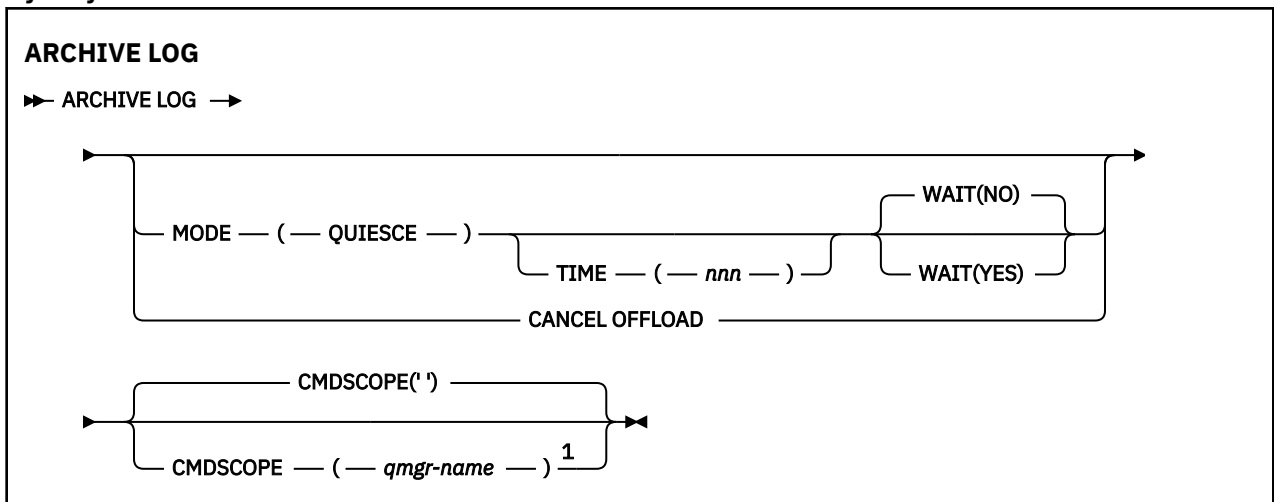 ARCHIVE LOG
ARCHIVE LOG
WAIT(NO)
MODE ( QUIESCE )
TIME ( nnn )
WAIT(YES)
CANCEL OFFLOAD
CMDSCOPE(' ')
CMDSCOPE ( qmgr-name ) 1